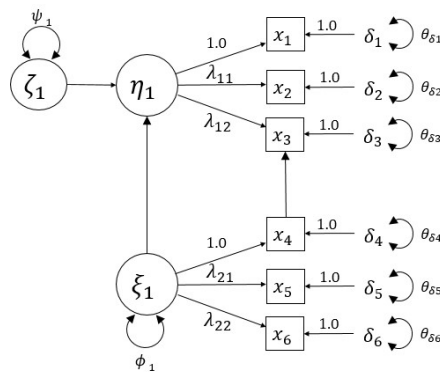 ψ₁
ζ₁
η₁
1.0
λ₁₁
λ₁₂
x₁
1.0
δ₁
θδ1
x₂
1.0
δ₂
θδ2
x₃
1.0
δ₃
θδ3
ξ₁
ϕ₁
1.0
λ₂₁
λ₂₂
x₄
1.0
δ₄
θδ4
x₅
1.0
δ₅
θδ5
x₆
1.0
δ₆
θδ6